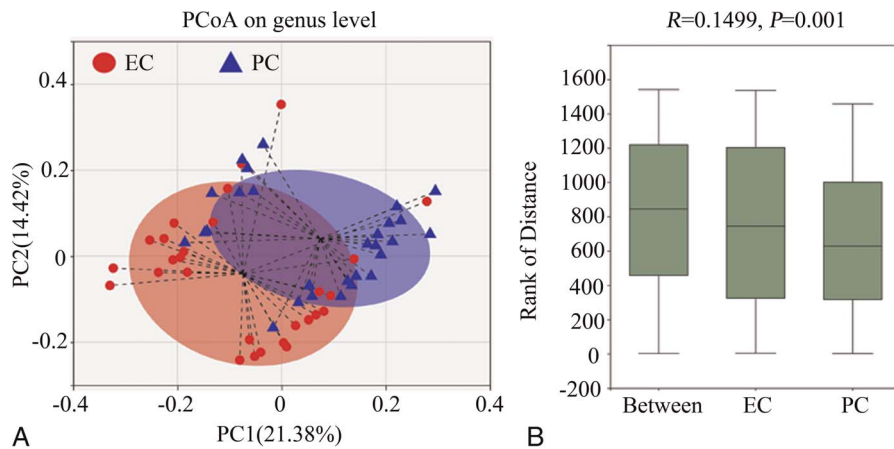 PCoA on genus level
EC
PC
0.4
0.2
0
-0.2
-0.4
-0.2
0
0.2
0.4
PC2(14.42%)
PC1(21.38%)
A
R=0.1499, P=0.001
1600
1400
1200
1000
800
600
400
200
0
-200
Rank of Distance
Between
EC
PC
B